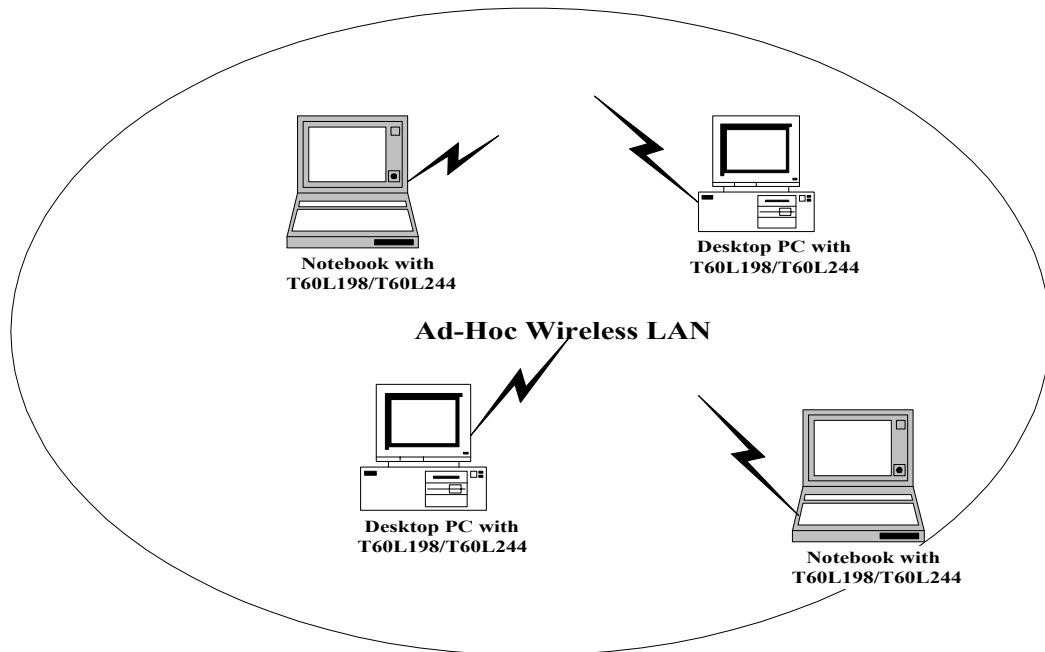 Desktop PC with
T60L198/T60L244
Notebook with
T60L198/T60L244
Ad-Hoc Wireless LAN
Desktop PC with
T60L198/T60L244
Notebook with
T60L198/T60L244